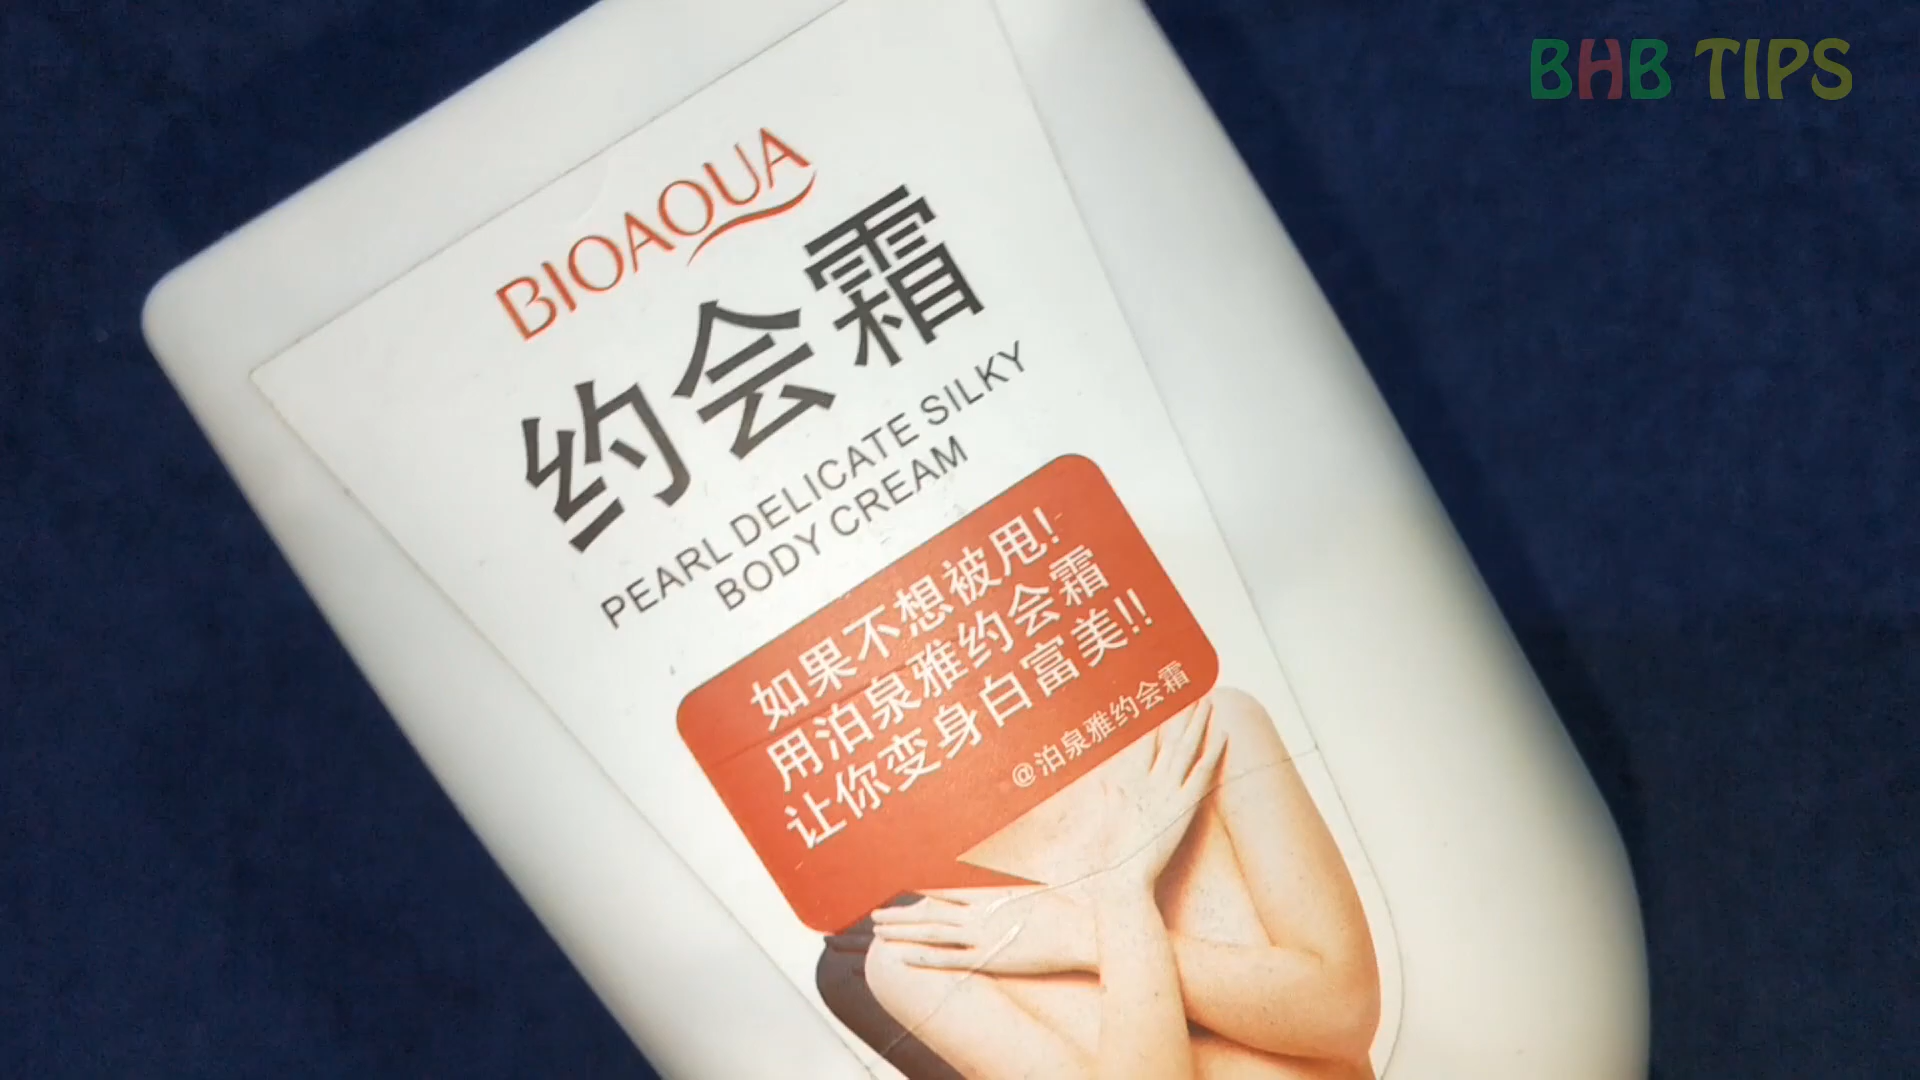 BHB TIPS
BIOAQUA
约会霜
PEARL DELICATE SILKY
BODY CREAM
如果不想被甩!
用泊泉雅约会霜
让你变身白富美!!
@泊泉雅约会霜